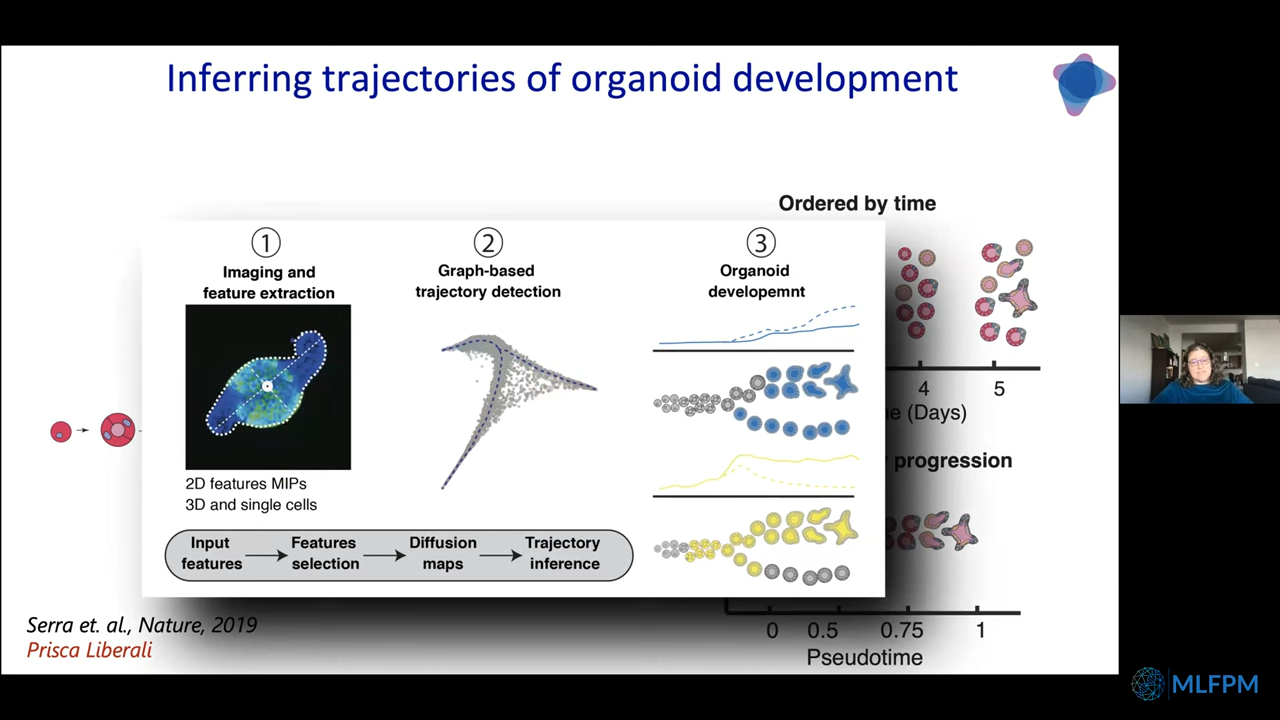 Inferring trajectories of organoid development
Ordered by time
1
2
3
Imaging and
feature extraction
Graph-based
trajectory detection
Organoid
developemnt
4
5
e (Days)
progression
2D features MIPs
3D and single cells
Input
features
Features
selection
Diffusion
maps
Trajectory
inference
Serra et. al., Nature, 2019
Prisca Liberali
0
0.5
0.75
1
Pseudotime
MLFPM